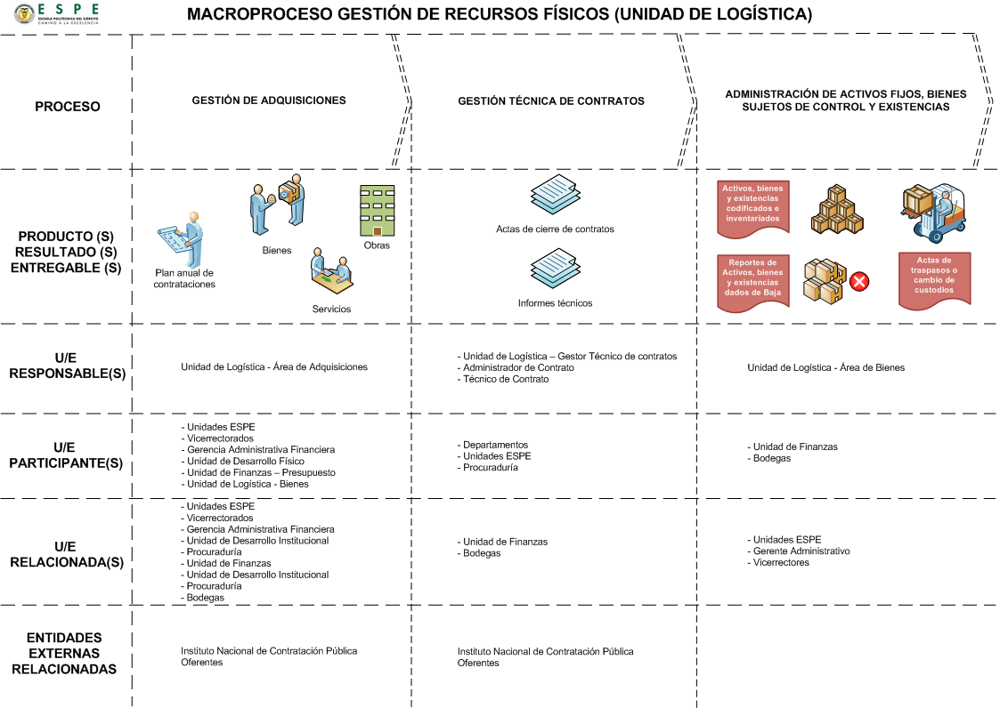 E S P E
ESCUELA POLITÉCNICA DEL EJÉRCITO
CAMINO A LA EXCELENCIA
MACROPROCESO GESTIÓN DE RECURSOS FÍSICOS (UNIDAD DE LOGÍSTICA)
PROCESO
GESTIÓN DE ADQUISICIONES
GESTIÓN TÉCNICA DE CONTRATOS
ADMINISTRACIÓN DE ACTIVOS FIJOS, BIENES
SUJETOS DE CONTROL Y EXISTENCIAS
PRODUCTO (S)
RESULTADO (S)
ENTREGABLE (S)
Plan anual de
contrataciones
Bienes
Obras
Servicios
Actas de cierre de contratos
Informes técnicos
Activos, bienes
y existencias
codificados e
inventariados
Reportes de
Activos, bienes
y existencias
dados de Baja
Actas de
traspasos o
cambio de
custodios
U/E
RESPONSABLE(S)
Unidad de Logística - Área de Adquisiciones
- Unidad de Logística – Gestor Técnico de contratos
- Administrador de Contrato
- Técnico de Contrato
Unidad de Logística - Área de Bienes
U/E
PARTICIPANTE(S)
- Unidades ESPE
- Vicerrectorados
- Gerencia Administrativa Financiera
- Unidad de Desarrollo Físico
- Unidad de Finanzas – Presupuesto
- Unidad de Logística - Bienes
- Departamentos
- Unidades ESPE
- Procuraduría
- Unidad de Finanzas
- Bodegas
U/E
RELACIONADA(S)
- Unidades ESPE
- Vicerrectorados
- Gerencia Administrativa Financiera
- Unidad de Desarrollo Institucional
- Procuraduría
- Unidad de Finanzas
- Unidad de Desarrollo Institucional
- Procuraduría
- Bodegas
- Unidad de Finanzas
- Bodegas
- Unidades ESPE
- Gerente Administrativo
- Vicerrectores
ENTIDADES
EXTERNAS
RELACIONADAS
Instituto Nacional de Contratación Pública
Oferentes
Instituto Nacional de Contratación Pública
Oferentes